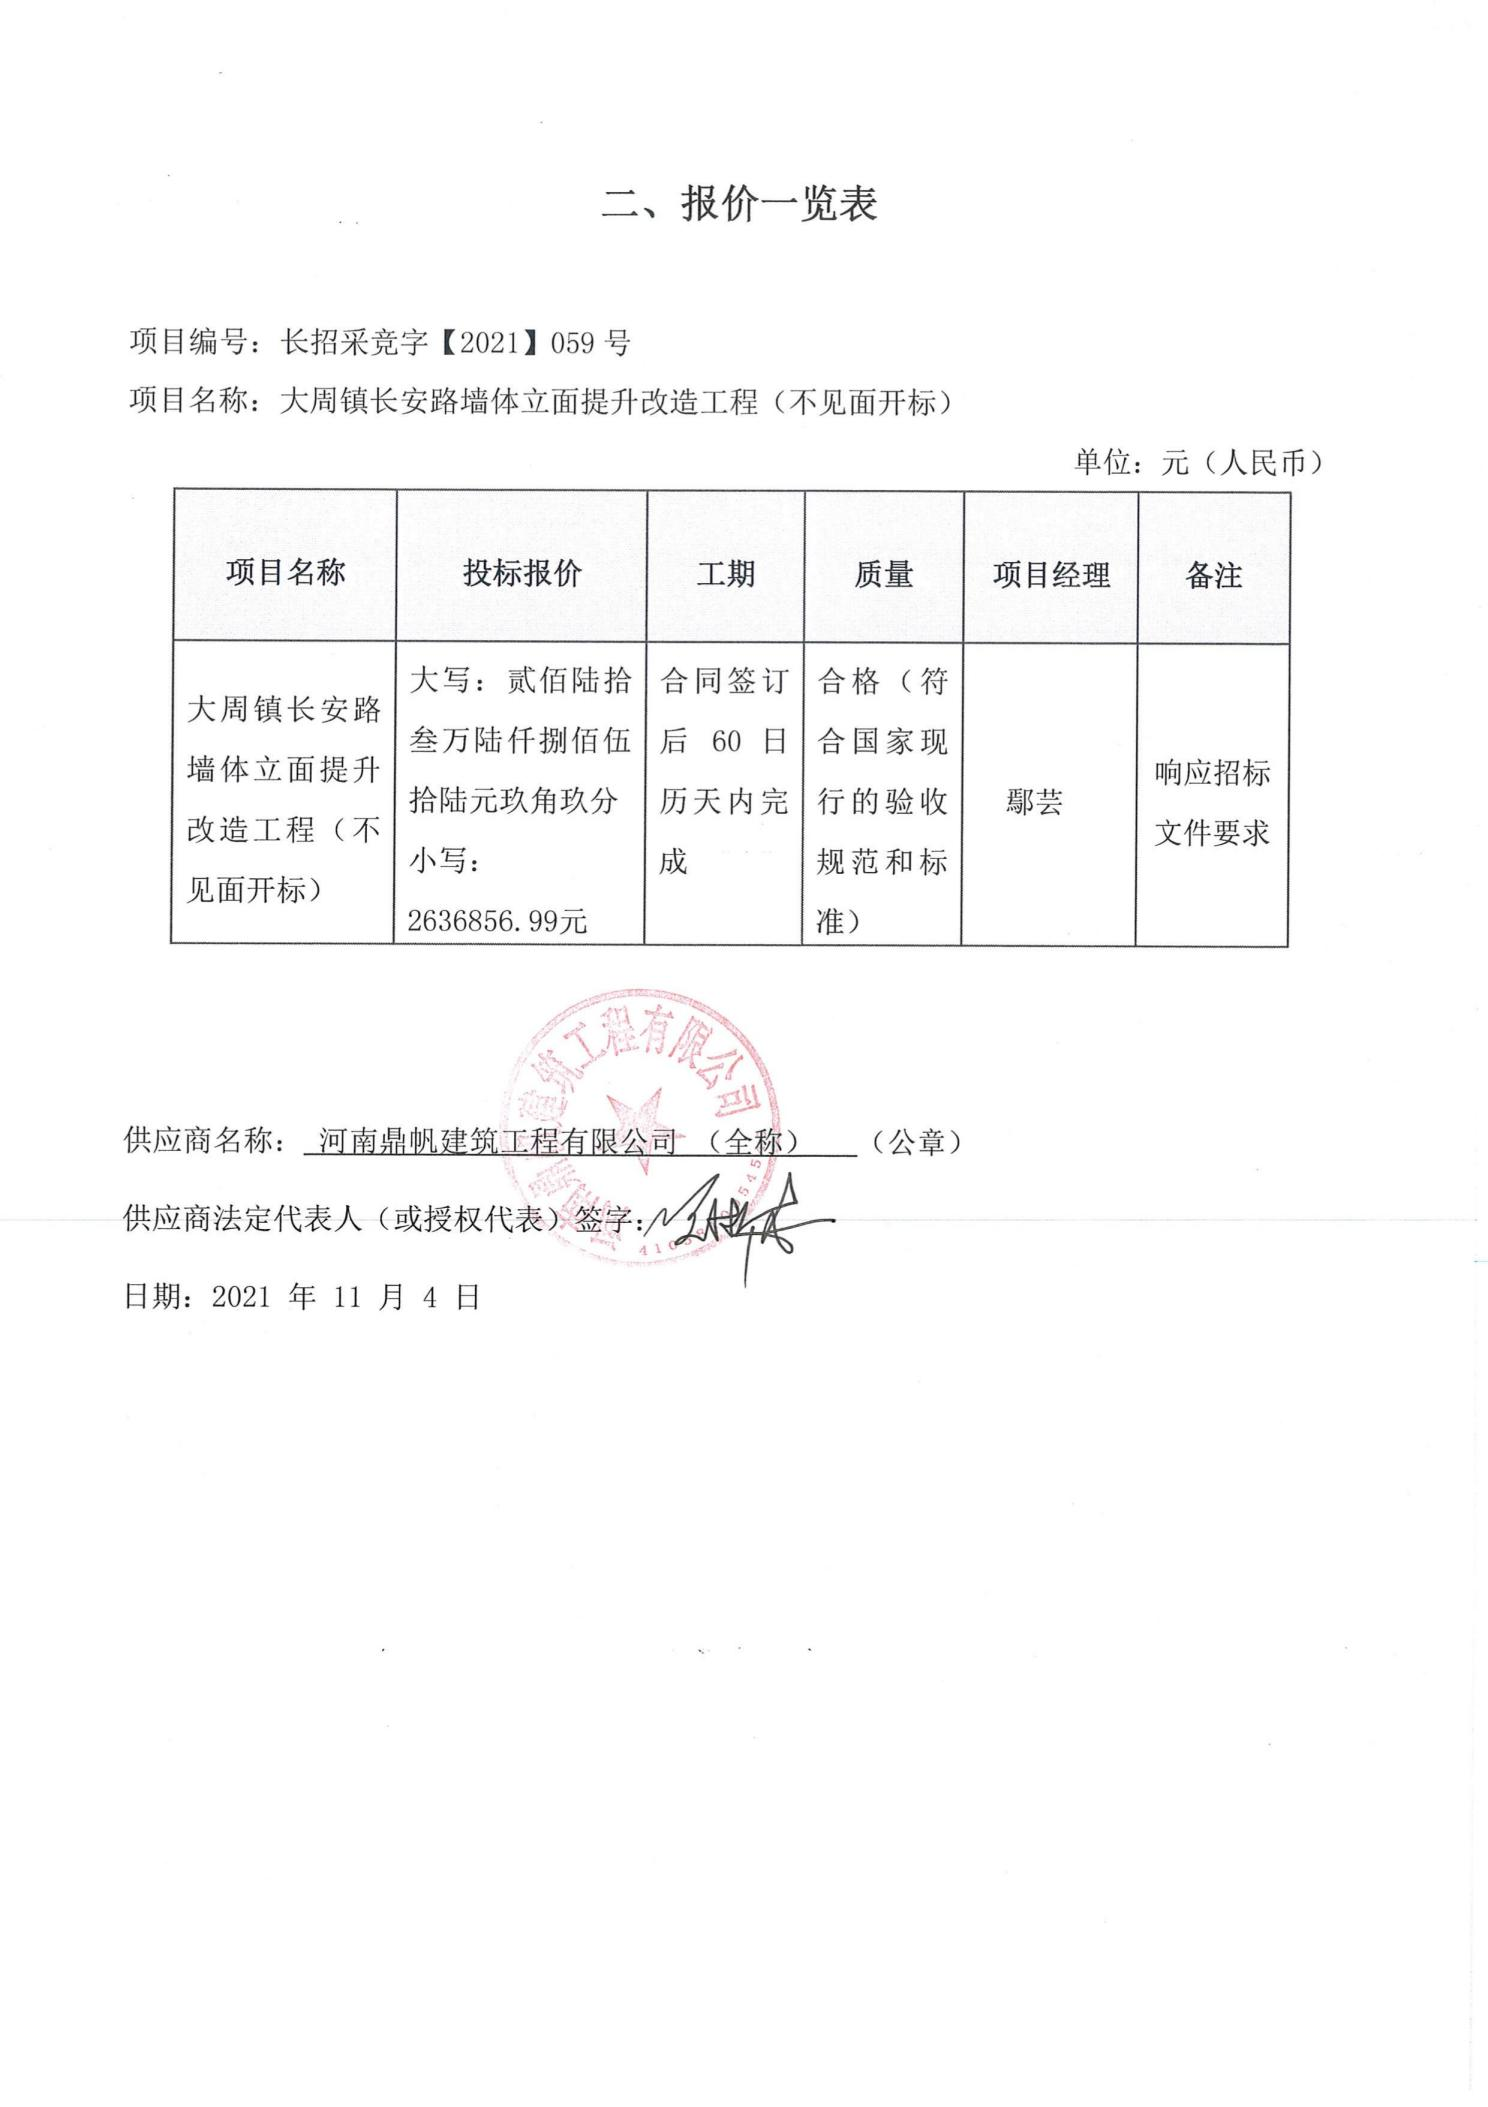 二、报价一览表
项目编号：长招采竞字【2021】059 号
项目名称：大周镇长安路墙体立面提升改造工程（不见面开标）
单位：元（人民币）
项目名称 投标报价 工期 质量 项目经理 备注
大周镇长安路
墙体立面提升
改造工程（不
见面开标）
大写：贰佰陆拾
叁万陆仟捌佰伍
拾陆元玖角玖分
小写：
2636856.99元
合同签订
后 60 日
历天内完
成
合格（符
合国家现
行的验收
规范和标
准）
鄢芸
响应招标
文件要求
河南鼎帆建筑工程有限公司
供应商名称： 河南鼎帆建筑工程有限公司 （全称） （公章）
供应商法定代表人（或授权代表）签字：
日期：2021 年 11 月 4 日